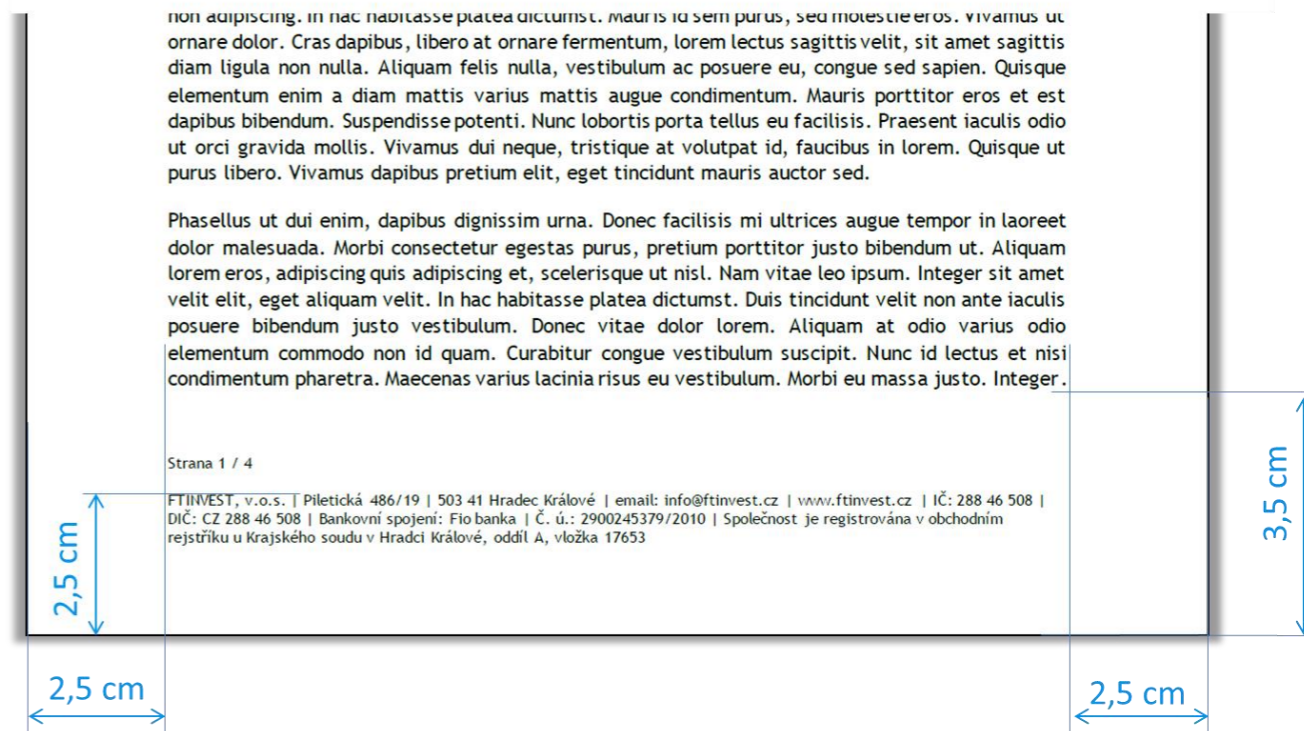 non adipiscing. In hac habitasse platea dictumst. Mauris id sem purus, sed molestie eros. Vivamus ut
ornare dolor. Cras dapibus, libero at ornare fermentum, lorem lectus sagittis velit, sit amet sagittis
diam ligula non nulla. Aliquam felis nulla, vestibulum ac posuere eu, congue sed sapien. Quisque
elementum enim a diam mattis varius mattis augue condimentum. Mauris porttitor eros et est
dapibus bibendum. Suspendisse potenti. Nunc lobortis porta tellus eu facilisis. Praesent iaculis odio
ut orci gravida mollis. Vivamus dui neque, tristique at volutpat id, faucibus in lorem. Quisque ut
purus libero. Vivamus dapibus pretium elit, eget tincidunt mauris auctor sed.
Phasellus ut dui enim, dapibus dignissim urna. Donec facilisis mi ultrices augue tempor in laoreet
dolor malesuada. Morbi consectetur egestas purus, pretium porttitor justo bibendum ut. Aliquam
lorem eros, adipiscing quis adipiscing et, scelerisque ut nisl. Nam vitae leo ipsum. Integer sit amet
velit elit, eget aliquam velit. In hac habitasse platea dictumst. Duis tincidunt velit non ante iaculis
posuere bibendum justo vestibulum. Donec vitae dolor lorem. Aliquam at odio varius odio
elementum commodo non id quam. Curabitur congue vestibulum suscipit. Nunc id lectus et nisi
condimentum pharetra. Maecenas varius lacinia risus eu vestibulum. Morbi eu massa justo. Integer.
Strana 1 / 4
FTINVEST, v.o.s. | Piletická 486/19 | 503 41 Hradec Králové | email: info@ftinvest.cz | www.ftinvest.cz | IČ: 288 46 508 |
DIČ: CZ 288 46 508 | Bankovní spojení: Fio banka | Č. ú.: 2900245379/2010 | Společnost je registrována v obchodním
rejstříku u Krajského soudu v Hradci Králové, oddíl A, vložka 17653
2,5 cm
3,5 cm
2,5 cm
2,5 cm